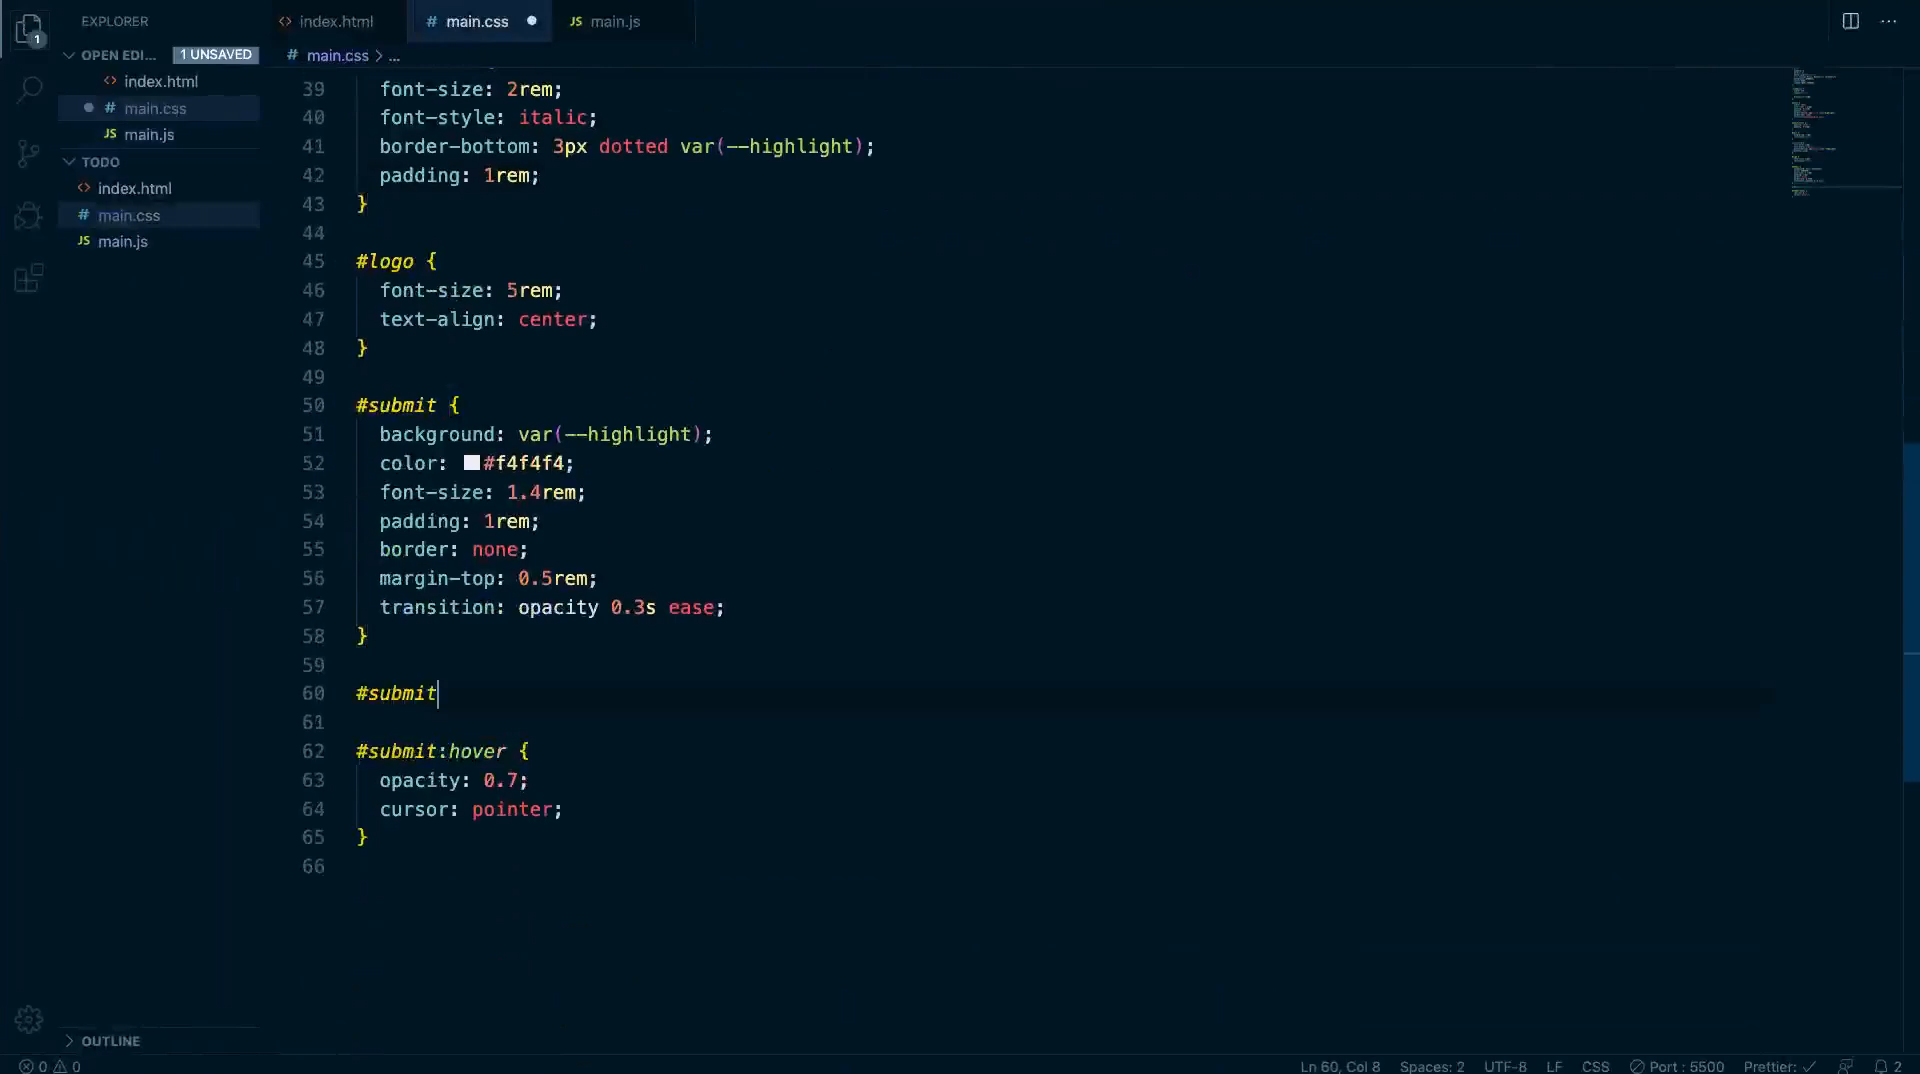 EXPLORER
OPEN EDI... 1 UNSAVED
index.html
# main.css
JS main.js
TODO
index.html
# main.css
JS main.js
OUTLINE
1
index.html
# main.css
JS main.js
# main.css > ...
39 font-size: 2rem;
40 font-style: italic;
41 border-bottom: 3px dotted var(--highlight);
42 padding: 1rem;
43 }
44
45 #logo {
46 font-size: 5rem;
47 text-align: center;
48 }
49
50 #submit {
51 background: var(--highlight);
52 color: #f4f4f4;
53 font-size: 1.4rem;
54 padding: 1rem;
55 border: none;
56 margin-top: 0.5rem;
57 transition: opacity 0.3s ease;
58 }
59
60 #submit
61
62 #submit:hover {
63 opacity: 0.7;
64 cursor: pointer;
65 }
66
0 0 Ln 60, Col 8 Spaces: 2 UTF-8 LF CSS Port : 5500 Prettier: ✓ 2